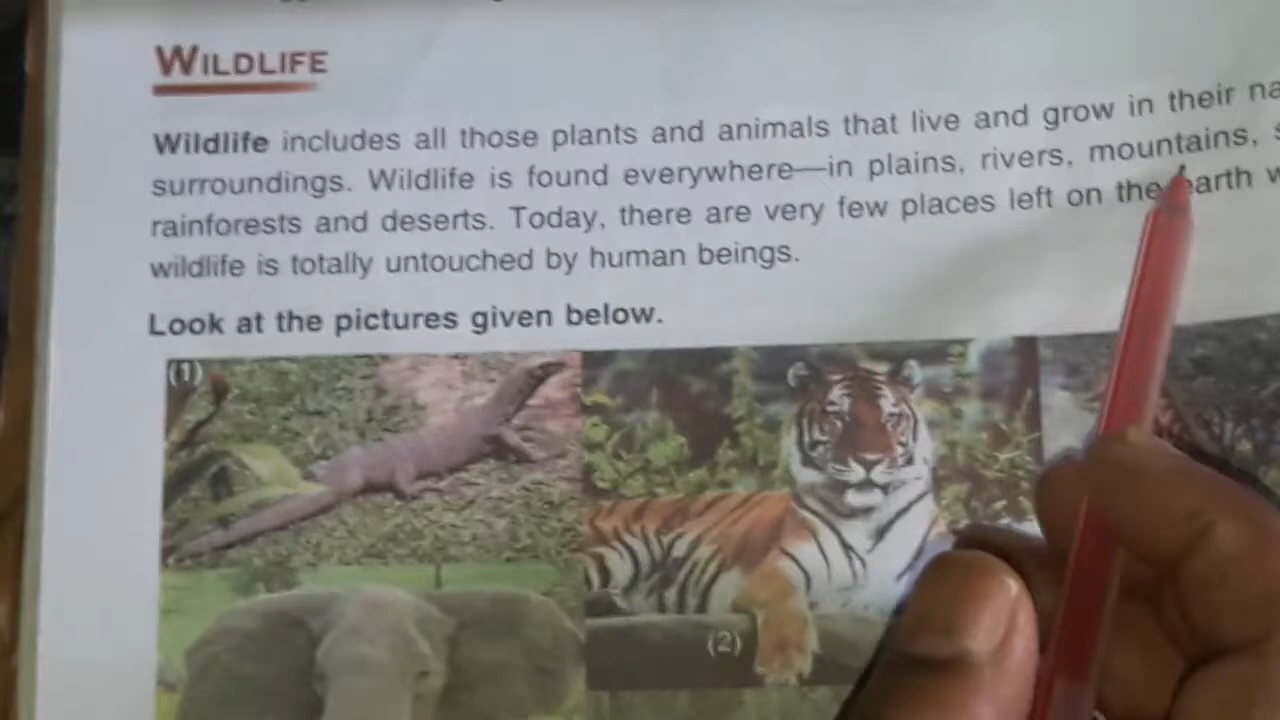 WILDLIFE
Wildlife includes all those plants and animals that live and grow in their
surroundings. Wildlife is found everywhere—in plains, rivers, mountains,
rainforests and deserts. Today, there are very few places left on the earth
wildlife is totally untouched by human beings.
Look at the pictures given below.
(1)
(2)